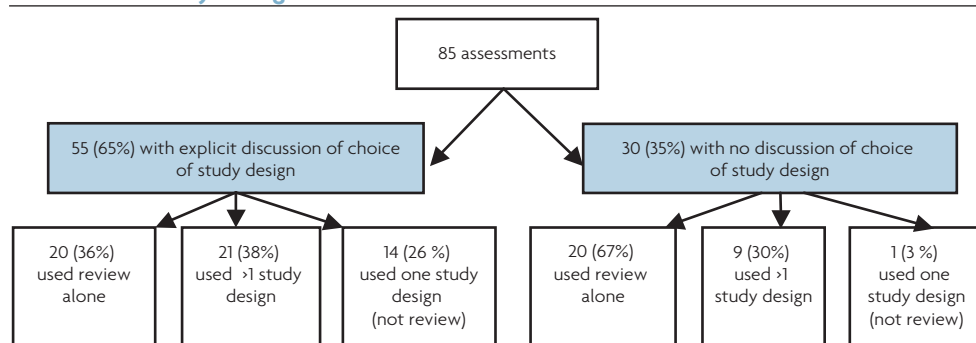 85 assessments
55 (65%) with explicit discussion of choice
of study design
30 (35%) with no discussion of choice
of study design
20 (36%)
used review
alone
21 (38%)
used >1 study
design
14 (26 %)
used one study
design
(not review)
20 (67%)
used review
alone
9 (30%)
used >1
study design
1 (3 %)
used one
study design
(not review)